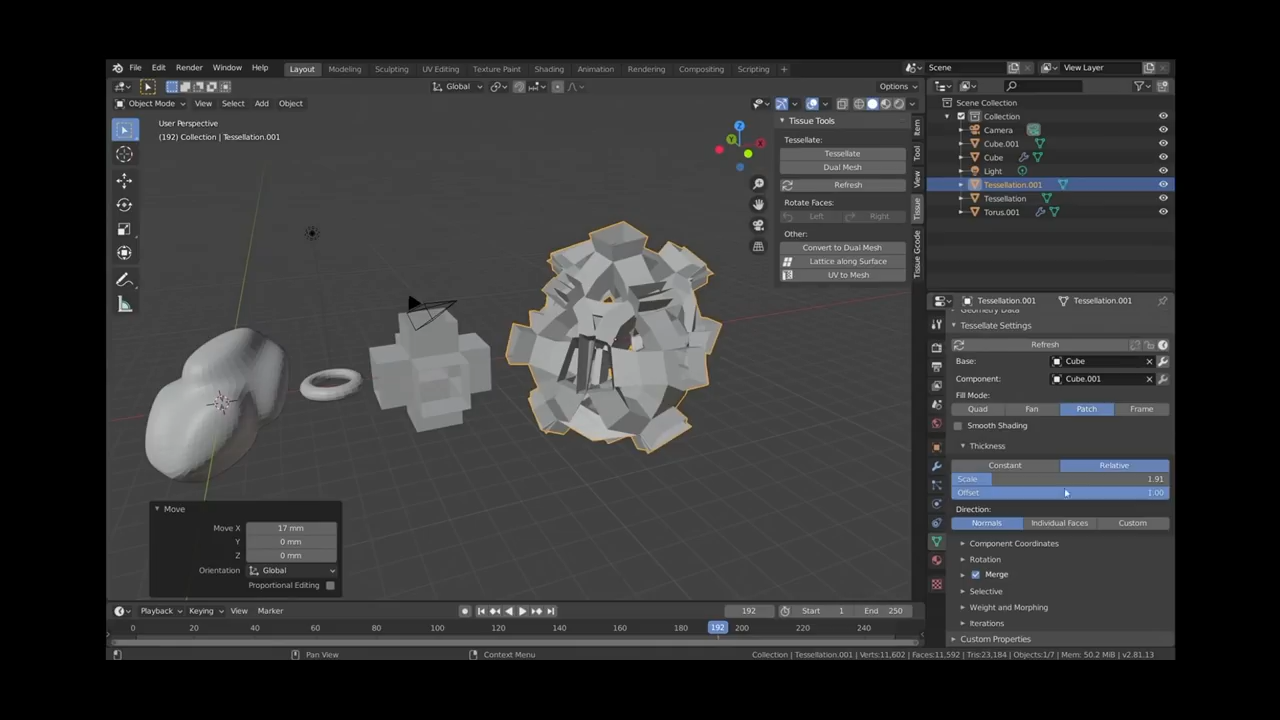 File Edit Render Window Help Layout Modeling Sculpting UV Editing Texture Paint Shading Animation Rendering Compositing Scripting + Scene View Layer
Global Options
Object Mode View Select Add Object
User Perspective
(192) Collection | Tessellation.001
Z
Y
X
Tissue Tools
Tessellate:
Tessellate
Dual Mesh
Refresh
Rotate Faces:
Left Right
Other:
Convert to Dual Mesh
Lattice along Surface
UV to Mesh
Item
Tool
View
Tissue
Tissue Gcode
Scene Collection
Collection
Camera
Cube.001
Cube
Light
Tessellation.001
Tessellation
Torus.001
Tessellation.001 Tessellation.001
Tessellate Settings
Refresh
Base: Cube
Component: Cube.001
Fill Mode:
Quad Fan Patch Frame
Smooth Shading
Thickness
Constant Relative
Scale 1.91
Offset 1.00
Direction:
Normals Individual Faces Custom
Component Coordinates
Rotation
Merge
Selective
Weight and Morphing
Iterations
Custom Properties
Move
Move X 17 mm
Y 0 mm
Z 0 mm
Orientation Global
Proportional Editing
Playback Keying View Marker 192 Start 1 End 250
0 20 40 60 80 100 120 140 160 180 192 200 220 240
Pan View Context Menu Collection | Tessellation.001 | Verts:11,602 | Faces:11,592 | Tris:23,184 | Objects:1/7 | Mem: 50.2 MiB | v2.81.13